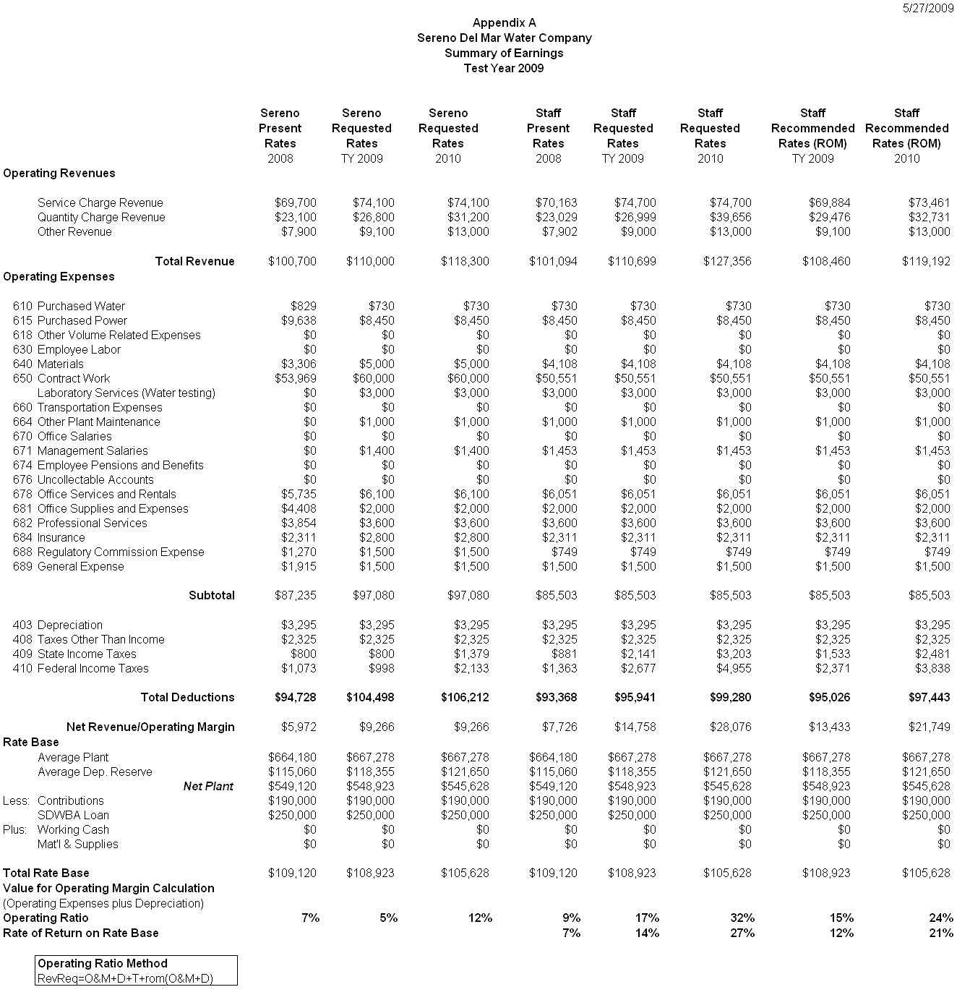 5/27/2009
Appendix A
Sereno Del Mar Water Company
Summary of Earnings
Test Year 2009
Sereno Sereno Sereno Staff Staff Staff Staff Staff
Present Requested Requested Present Requested Requested Recommended Recommended
Rates Rates Rates Rates Rates Rates Rates (ROM) Rates (ROM)
2008 TY 2009 2010 2008 TY 2009 2010 TY 2009 2010
Operating Revenues
Service Charge Revenue $69,700 $74,100 $74,100 $70,163 $74,700 $74,700 $69,884 $73,461
Quantity Charge Revenue $23,100 $26,800 $31,200 $23,029 $26,999 $39,656 $29,476 $32,731
Other Revenue $7,900 $9,100 $13,000 $7,902 $9,000 $13,000 $9,100 $13,000
Total Revenue $100,700 $110,000 $118,300 $101,094 $110,699 $127,356 $108,460 $119,192
Operating Expenses
610 Purchased Water $829 $730 $730 $730 $730 $730 $730 $730
615 Purchased Power $9,638 $8,450 $8,450 $8,450 $8,450 $8,450 $8,450 $8,450
618 Other Volume Related Expenses $0 $0 $0 $0 $0 $0 $0 $0
630 Employee Labor $0 $0 $0 $0 $0 $0 $0 $0
640 Materials $3,306 $5,000 $5,000 $4,108 $4,108 $4,108 $4,108 $4,108
650 Contract Work $53,969 $60,000 $60,000 $50,551 $50,551 $50,551 $50,551 $50,551
Laboratory Services (Water testing) $0 $3,000 $3,000 $3,000 $3,000 $3,000 $3,000 $3,000
660 Transportation Expenses $0 $0 $0 $0 $0 $0 $0 $0
664 Other Plant Maintenance $0 $1,000 $1,000 $1,000 $1,000 $1,000 $1,000 $1,000
670 Office Salaries $0 $0 $0 $0 $0 $0 $0 $0
671 Management Salaries $0 $1,400 $1,400 $1,453 $1,453 $1,453 $1,453 $1,453
674 Employee Pensions and Benefits $0 $0 $0 $0 $0 $0 $0 $0
676 Uncollectable Accounts $0 $0 $0 $0 $0 $0 $0 $0
678 Office Services and Rentals $5,735 $6,100 $6,100 $6,051 $6,051 $6,051 $6,051 $6,051
681 Office Supplies and Expenses $4,408 $2,000 $2,000 $2,000 $2,000 $2,000 $2,000 $2,000
682 Professional Services $3,854 $3,600 $3,600 $3,600 $3,600 $3,600 $3,600 $3,600
684 Insurance $2,311 $2,800 $2,800 $2,311 $2,311 $2,311 $2,311 $2,311
688 Regulatory Commission Expense $1,270 $1,500 $1,500 $749 $749 $749 $749 $749
689 General Expense $1,915 $1,500 $1,500 $1,500 $1,500 $1,500 $1,500 $1,500
Subtotal $87,235 $97,080 $97,080 $85,503 $85,503 $85,503 $85,503 $85,503
403 Depreciation $3,295 $3,295 $3,295 $3,295 $3,295 $3,295 $3,295 $3,295
408 Taxes Other Than Income $2,325 $2,325 $2,325 $2,325 $2,325 $2,325 $2,325 $2,325
409 State Income Taxes $800 $800 $1,379 $881 $2,141 $3,203 $1,533 $2,481
410 Federal Income Taxes $1,073 $998 $2,133 $1,363 $2,677 $4,955 $2,371 $3,838
Total Deductions $94,728 $104,498 $106,212 $93,368 $95,941 $99,280 $95,026 $97,443
Net Revenue/Operating Margin $5,972 $9,266 $9,266 $7,726 $14,758 $28,076 $13,433 $21,749
Rate Base
Average Plant $664,180 $667,278 $667,278 $664,180 $667,278 $667,278 $667,278 $667,278
Average Dep. Reserve $115,060 $118,355 $121,650 $115,060 $118,355 $121,650 $118,355 $121,650
Net Plant $549,120 $548,923 $545,628 $549,120 $548,923 $545,628 $548,923 $545,628
Less: Contributions $190,000 $190,000 $190,000 $190,000 $190,000 $190,000 $190,000 $190,000
SDWBA Loan $250,000 $250,000 $250,000 $250,000 $250,000 $250,000 $250,000 $250,000
Plus: Working Cash $0 $0 $0 $0 $0 $0 $0 $0
Mat'l & Supplies $0 $0 $0 $0 $0 $0 $0 $0
Total Rate Base $109,120 $108,923 $105,628 $109,120 $108,923 $105,628 $108,923 $105,628
Value for Operating Margin Calculation
(Operating Expenses plus Depreciation)
Operating Ratio 7% 5% 12% 9% 17% 32% 15% 24%
Rate of Return on Rate Base 7% 14% 27% 12% 21%
Operating Ratio Method
RevReq=O&M+D+T+rom(O&M+D)